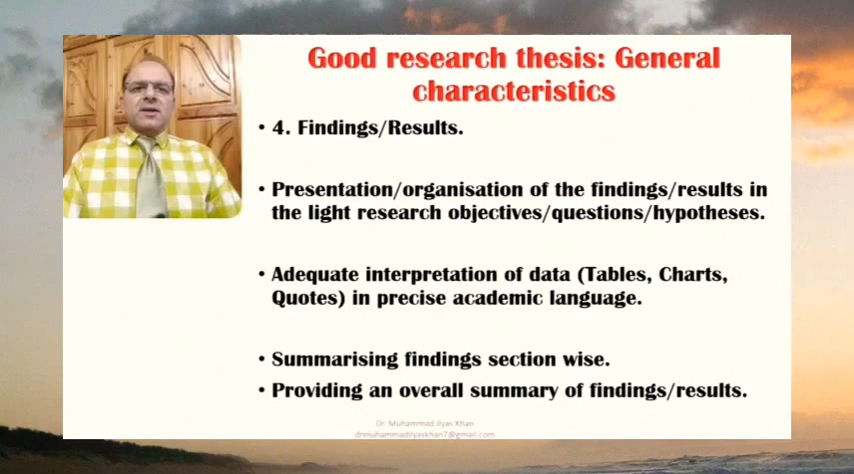 Good research thesis: General
characteristics
• 4. Findings/Results.
• Presentation/organisation of the findings/results in
the light research objectives/questions/hypotheses.
• Adequate interpretation of data (Tables, Charts,
Quotes) in precise academic language.
• Summarising findings section wise.
• Providing an overall summary of findings/results.
Dr. Muhammad Ilyas Khan
drmuhammadilyaskhan7@gmail.com